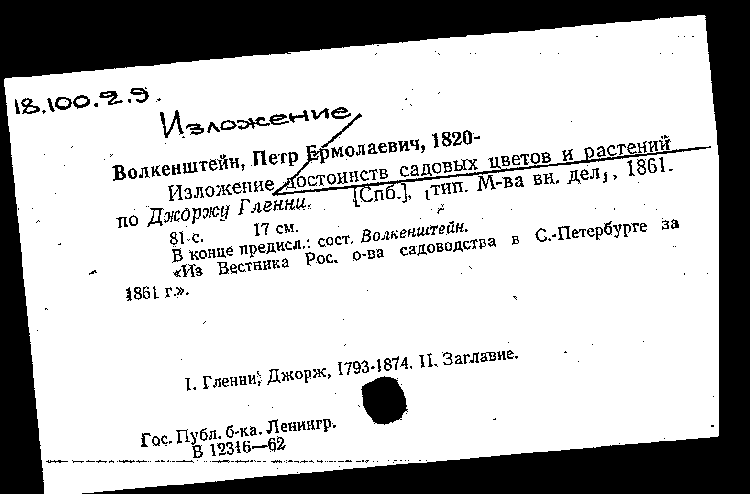 18.100.2.9.
Изложение
Волкенштейн, Петр Ермолаевич, 1820-
Изложение достоинств садовых цветов и растений
по Джоржу Гленни. [Спб.], тип. М-ва вн. дел, 1861.
81 с. 17 см.
В конце предисл.: сост. Волкенштейн.
«Из Вестника Рос. о-ва садоводства в С.-Петербурге за
1861 г.».
I. Гленни, Джорж, 1793-1874. II. Заглавие.
Гос. Публ. б-ка. Ленингр.
В 12316—62